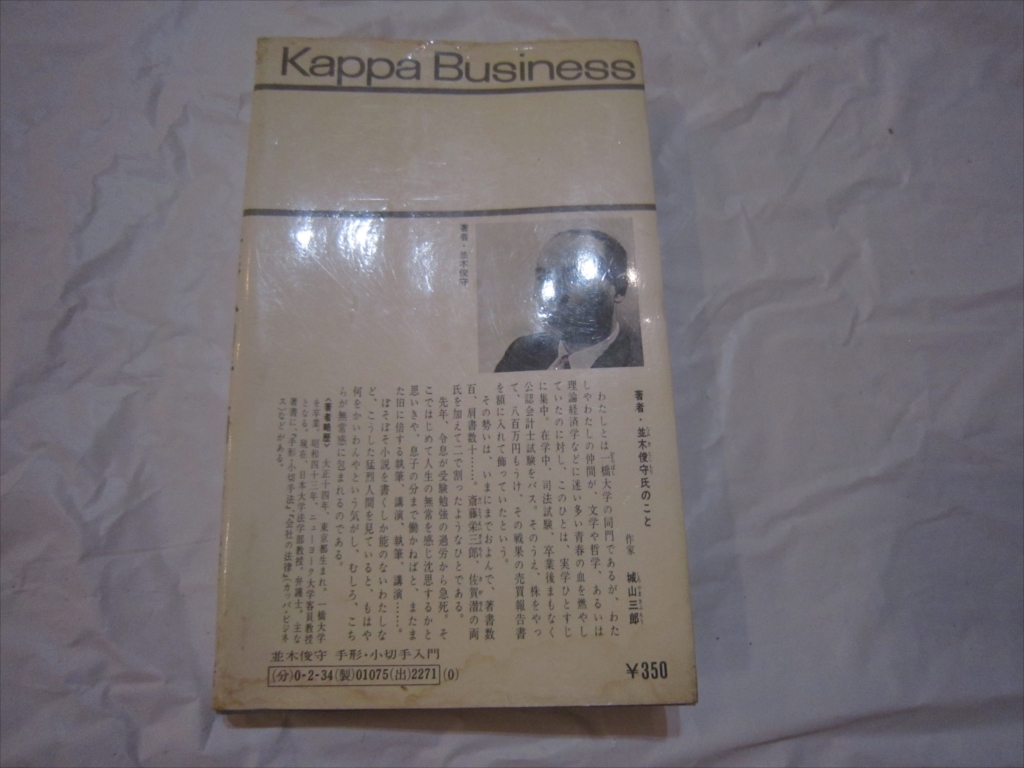 Kappa Business
著者・並木俊守
著者・並木俊守氏のこと
作家 城山三郎
わたしとは一橋大学の同門であるが、わた
しやわたしの仲間が、文学や哲学、あるいは
理論経済学などに迷い多い青春の血を燃やし
ていたのに対し、このひとは、実学ひとすじ
に集中。在学中、司法試験、卒業後まもなく
公認会計士試験をパス。そのうえ、株をやっ
て、八百万円もうけ、その戦果の売買報告書
を額に入れて飾っていたという。
その勢いは、いまにまでおよんで、著書数
百、肩書数十……。斎藤栄三郎、佐賀潜の両
氏を加えて二で割ったようなひとである。
先年、令息が受験勉強の過労から急死。そ
こではじめて人生の無常を感じ沈思するかと
思いきや、息子の分まで働かねばと、またま
た旧に倍する執筆、講演、執筆、講演……。
ぼそぼそ小説を書くしか能のないわたしな
ど、こうした猛烈人間を見ていると、もはや
何をかいわんやという気がし、むしろ、こち
らが無常感に包まれるのである。
〈著者略歴〉 大正十四年、東京都生まれ。一橋大学
を卒業。昭和四十三年、ニューヨーク大学客員教授
となる。現在、日本大学法学部教授、弁護士。主な
著書に、「手形・小切手法」「会社の法律」(カッパ・ビジネ
ス)などがある。
並木俊守 手形・小切手入門
(分)0-2-34(製)01075(出)2271(0)
¥350